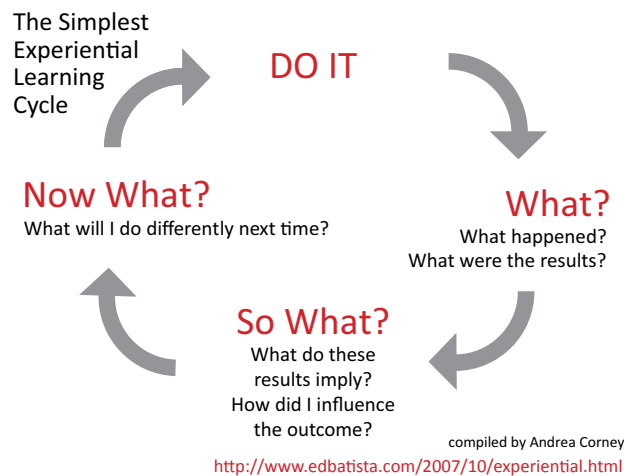 The Simplest
Experiential
Learning
Cycle
DO IT
What?
What happened?
What were the results?
So What?
What do these
results imply?
How did I influence
the outcome?
Now What?
What will I do differently next time?
compiled by Andrea Corney
http://www.edbatista.com/2007/10/experiential.html